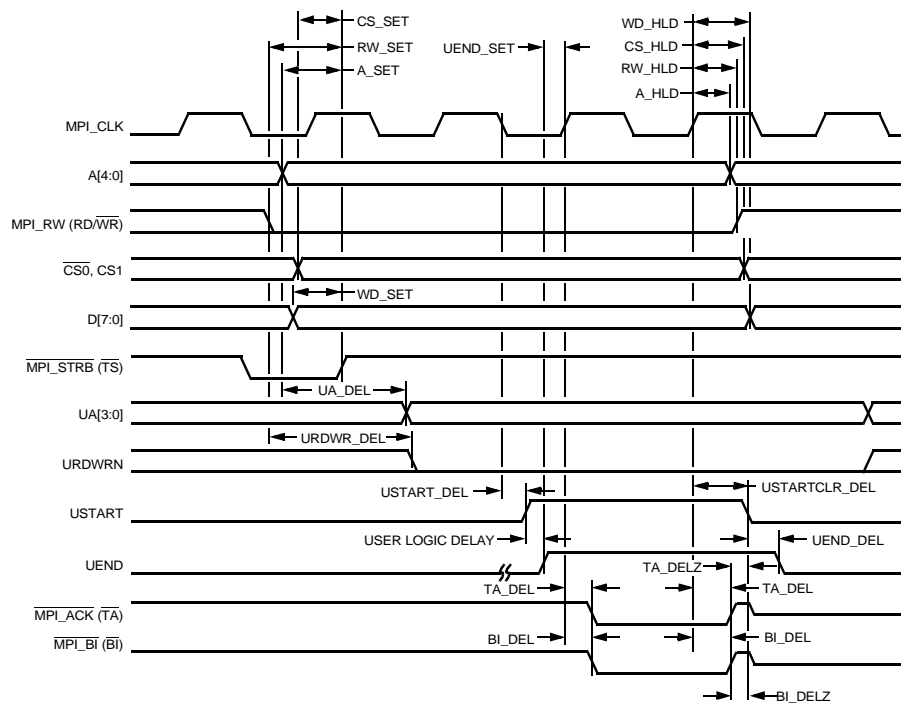 CS_SET
WD_HLD
RW_SET
UEND_SET
CS_HLD
A_SET
RW_HLD
A_HLD
MPI_CLK
A[4:0]
MPI_RW (RD/WR)
CS0, CS1
WD_SET
D[7:0]
MPI_STRB (TS)
UA_DEL
UA[3:0]
URDWR_DEL
URDWRN
USTART_DEL
USTARTCLR_DEL
USTART
USER LOGIC DELAY
UEND_DEL
UEND
TA_DELZ
TA_DEL
TA_DEL
MPI_ACK (TA)
BI_DEL
BI_DEL
MPI_BI (BI)
BI_DELZ